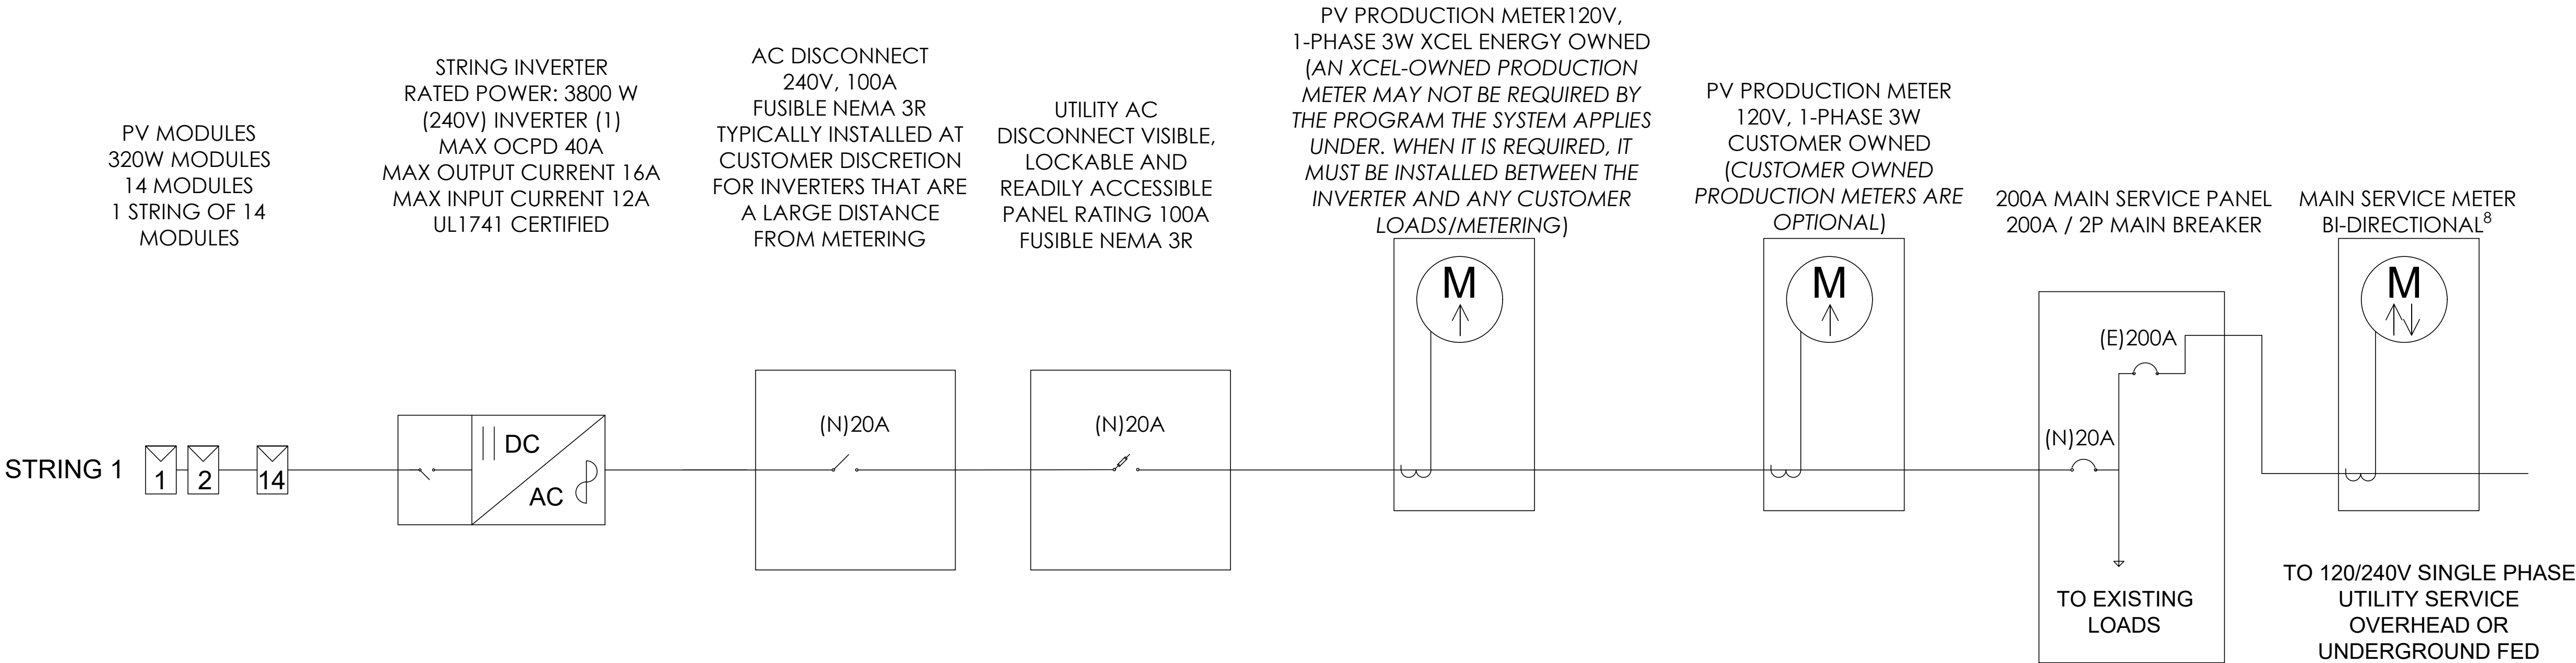 PV MODULES
320W MODULES
14 MODULES
1 STRING OF 14
MODULES
STRING INVERTER
RATED POWER: 3800 W
(240V) INVERTER (1)
MAX OCPD 40A
MAX OUTPUT CURRENT 16A
MAX INPUT CURRENT 12A
UL1741 CERTIFIED
AC DISCONNECT
240V, 100A
FUSIBLE NEMA 3R
TYPICALLY INSTALLED AT
CUSTOMER DISCRETION
FOR INVERTERS THAT ARE
A LARGE DISTANCE
FROM METERING
UTILITY AC
DISCONNECT VISIBLE,
LOCKABLE AND
READILY ACCESSIBLE
PANEL RATING 100A
FUSIBLE NEMA 3R
PV PRODUCTION METER120V,
1-PHASE 3W XCEL ENERGY OWNED
(AN XCEL-OWNED PRODUCTION
METER MAY NOT BE REQUIRED BY
THE PROGRAM THE SYSTEM APPLIES
UNDER. WHEN IT IS REQUIRED, IT
MUST BE INSTALLED BETWEEN THE
INVERTER AND ANY CUSTOMER
LOADS/METERING)
PV PRODUCTION METER
120V, 1-PHASE 3W
CUSTOMER OWNED
(CUSTOMER OWNED
PRODUCTION METERS ARE
OPTIONAL)
200A MAIN SERVICE PANEL
200A / 2P MAIN BREAKER
MAIN SERVICE METER
BI-DIRECTIONAL8
STRING 1
1
2
14
DC
AC
(N)20A
(N)20A
M
M
(E)200A
(N)20A
TO EXISTING
LOADS
M
TO 120/240V SINGLE PHASE
UTILITY SERVICE
OVERHEAD OR
UNDERGROUND FED